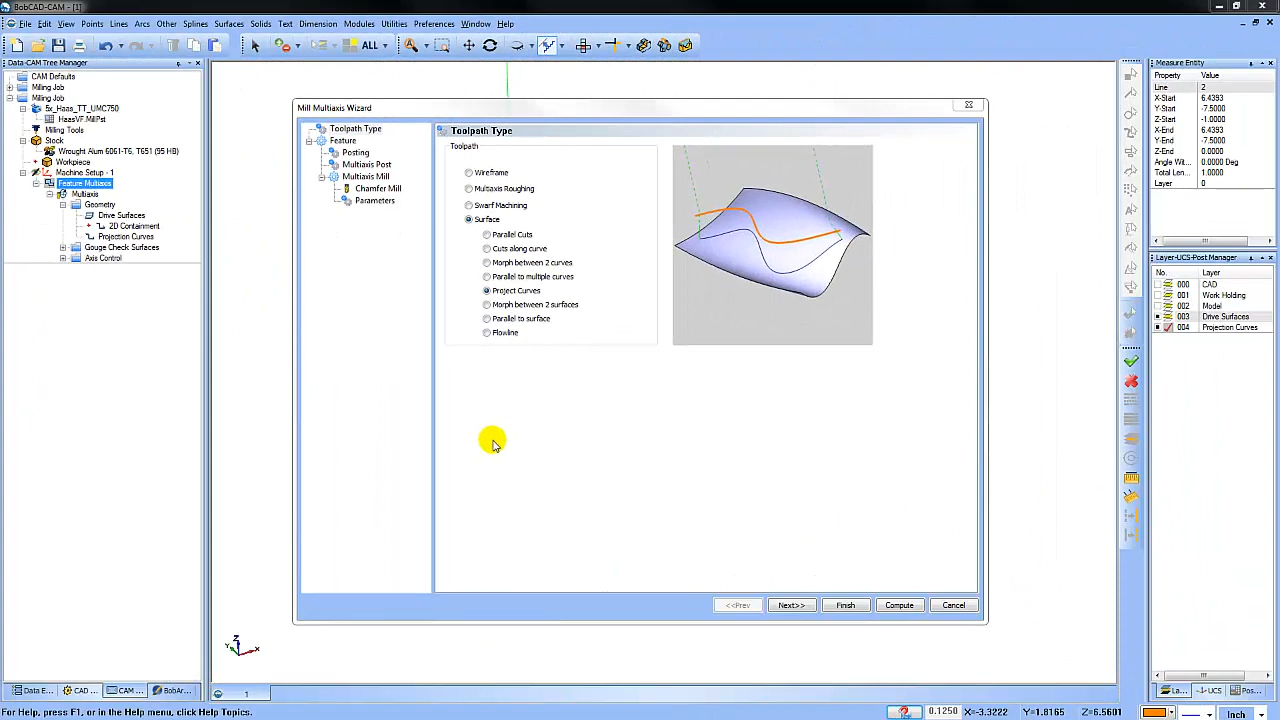 BobCAD-CAM - [1]
File Edit View Points Lines Arcs Other Splines Surfaces Solids Text Dimension Modules Utilities Preferences Window Help
ALL
Data-CAM Tree Manager
CAM Defaults
Milling Job
Milling Job
5x_Haas_TT_UMC750
HaasVF.MillPst
Milling Tools
Stock
Wrought Alum 6061-T6, T651 (95 HB)
Workpiece
Machine Setup - 1
Feature Multiaxis
Multiaxis
Geometry
Drive Surfaces
2D Containment
Projection Curves
Gouge Check Surfaces
Axis Control
Data E...
CAD ...
CAM ...
BobAr...
Mill Multiaxis Wizard
Toolpath Type
Feature
Posting
Multiaxis Post
Multiaxis Mill
Chamfer Mill
Parameters
Toolpath Type
Toolpath
Wireframe
Multiaxis Roughing
Swarf Machining
Surface
Parallel Cuts
Cuts along curve
Morph between 2 curves
Parallel to multiple curves
Project Curves
Morph between 2 surfaces
Parallel to surface
Flowline
<<Prev
Next>>
Finish
Compute
Cancel
Z
Y
X
1
Measure Entity
Property Value
Line 2
X-Start 6.4393
Y-Start -7.5000
Z-Start -1.0000
X-End 6.4393
Y-End -7.5000
Z-End 0.0000
Angle Wit... 0.0000 Deg
Total Len... 1.0000
Layer 0
Layer-UCS-Post Manager
No. Layer
000 CAD
001 Work Holding
002 Model
003 Drive Surfaces
004 Projection Curves
La...
UCS
Pos...
For Help, press F1, or in the Help menu, click Help Topics.
0.1250 X=-3.3222 Y=1.8165 Z=6.5601
Inch